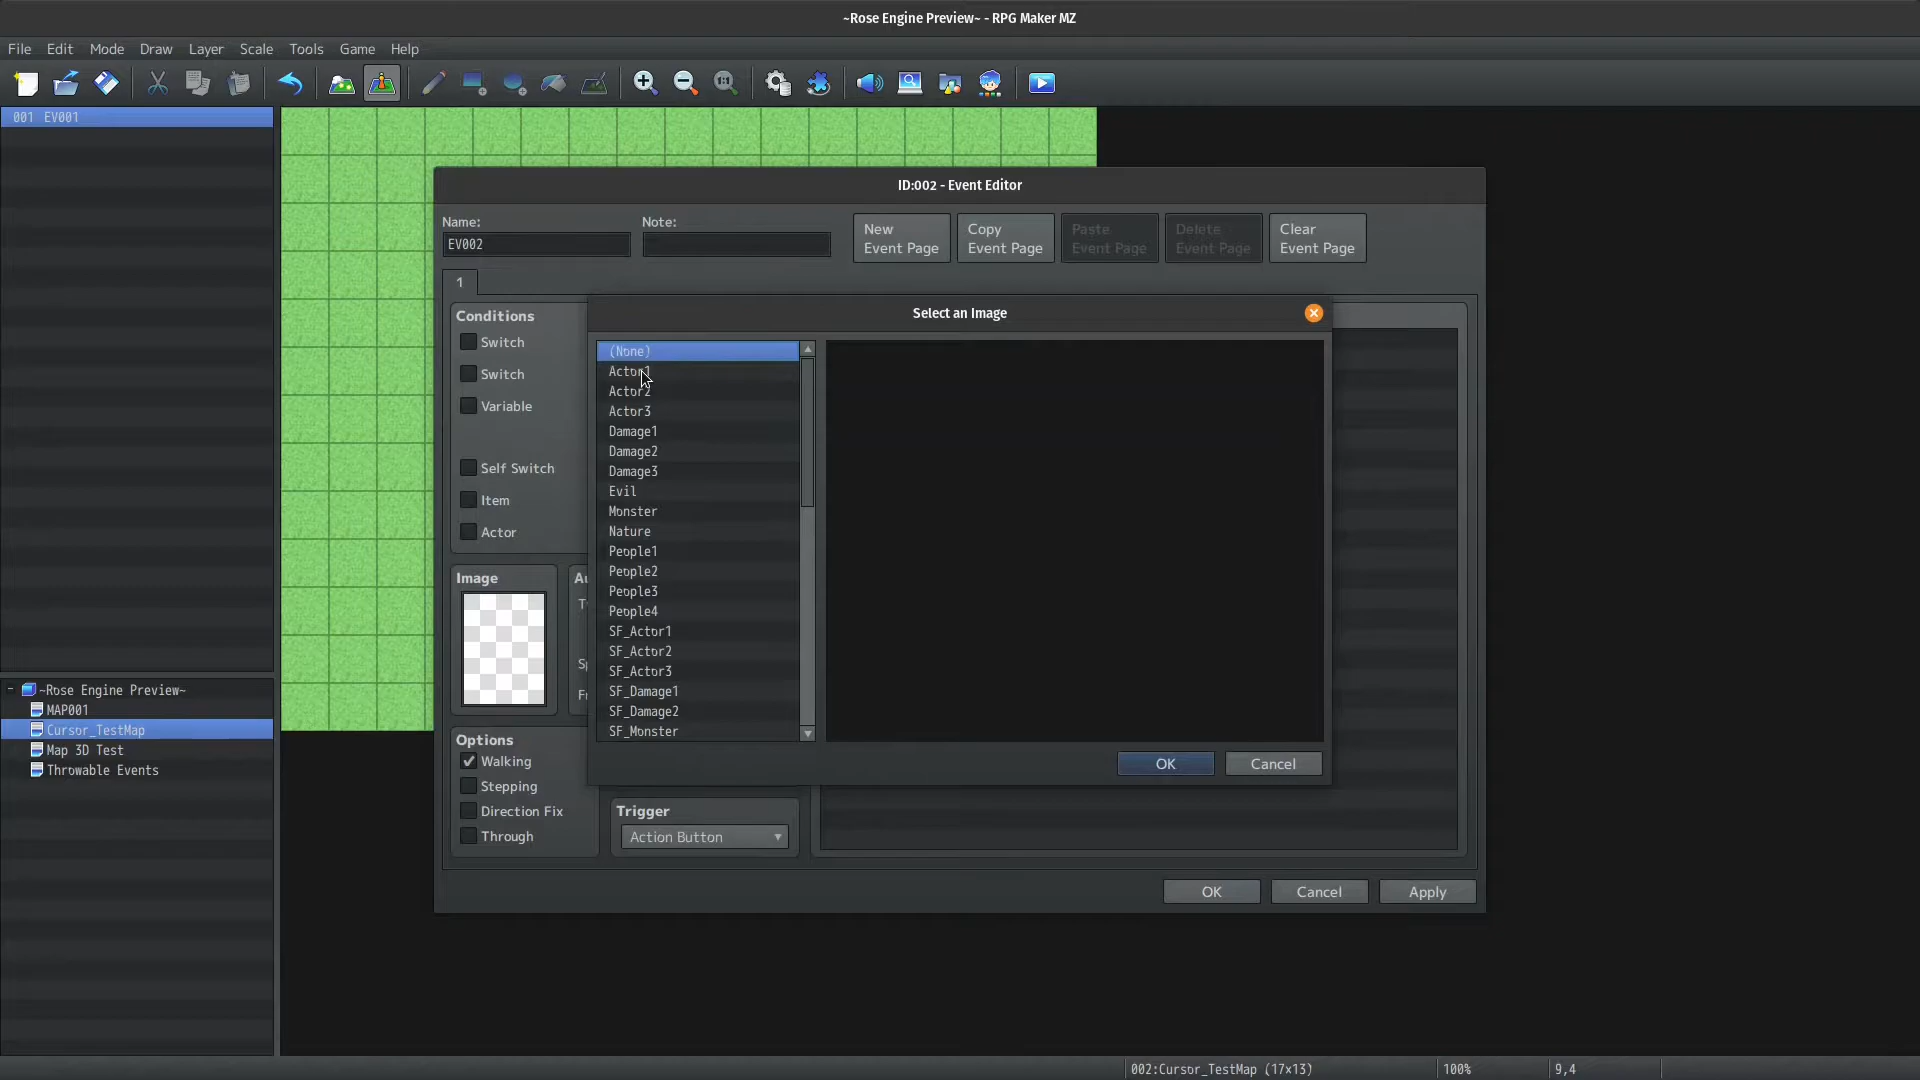 ~Rose Engine Preview~ - RPG Maker MZ
File Edit Mode Draw Layer Scale Tools Game Help
1:1
001 EV001
ID:002 - Event Editor
Name: Note:
EV002
New Event Page
Copy Event Page
Paste Event Page
Delete Event Page
Clear Event Page
1
Conditions
Switch
Switch
Variable
Self Switch
Item
Actor
Image
Options
Walking
Stepping
Direction Fix
Through
Trigger
Action Button
OK Cancel Apply
Select an Image
(None)
Actor1
Actor2
Actor3
Damage1
Damage2
Damage3
Evil
Monster
Nature
People1
People2
People3
People4
SF_Actor1
SF_Actor2
SF_Actor3
SF_Damage1
SF_Damage2
SF_Monster
OK Cancel
~Rose Engine Preview~
MAP001
Cursor_TestMap
Map 3D Test
Throwable Events
002:Cursor_TestMap (17×13) 100% 9,4